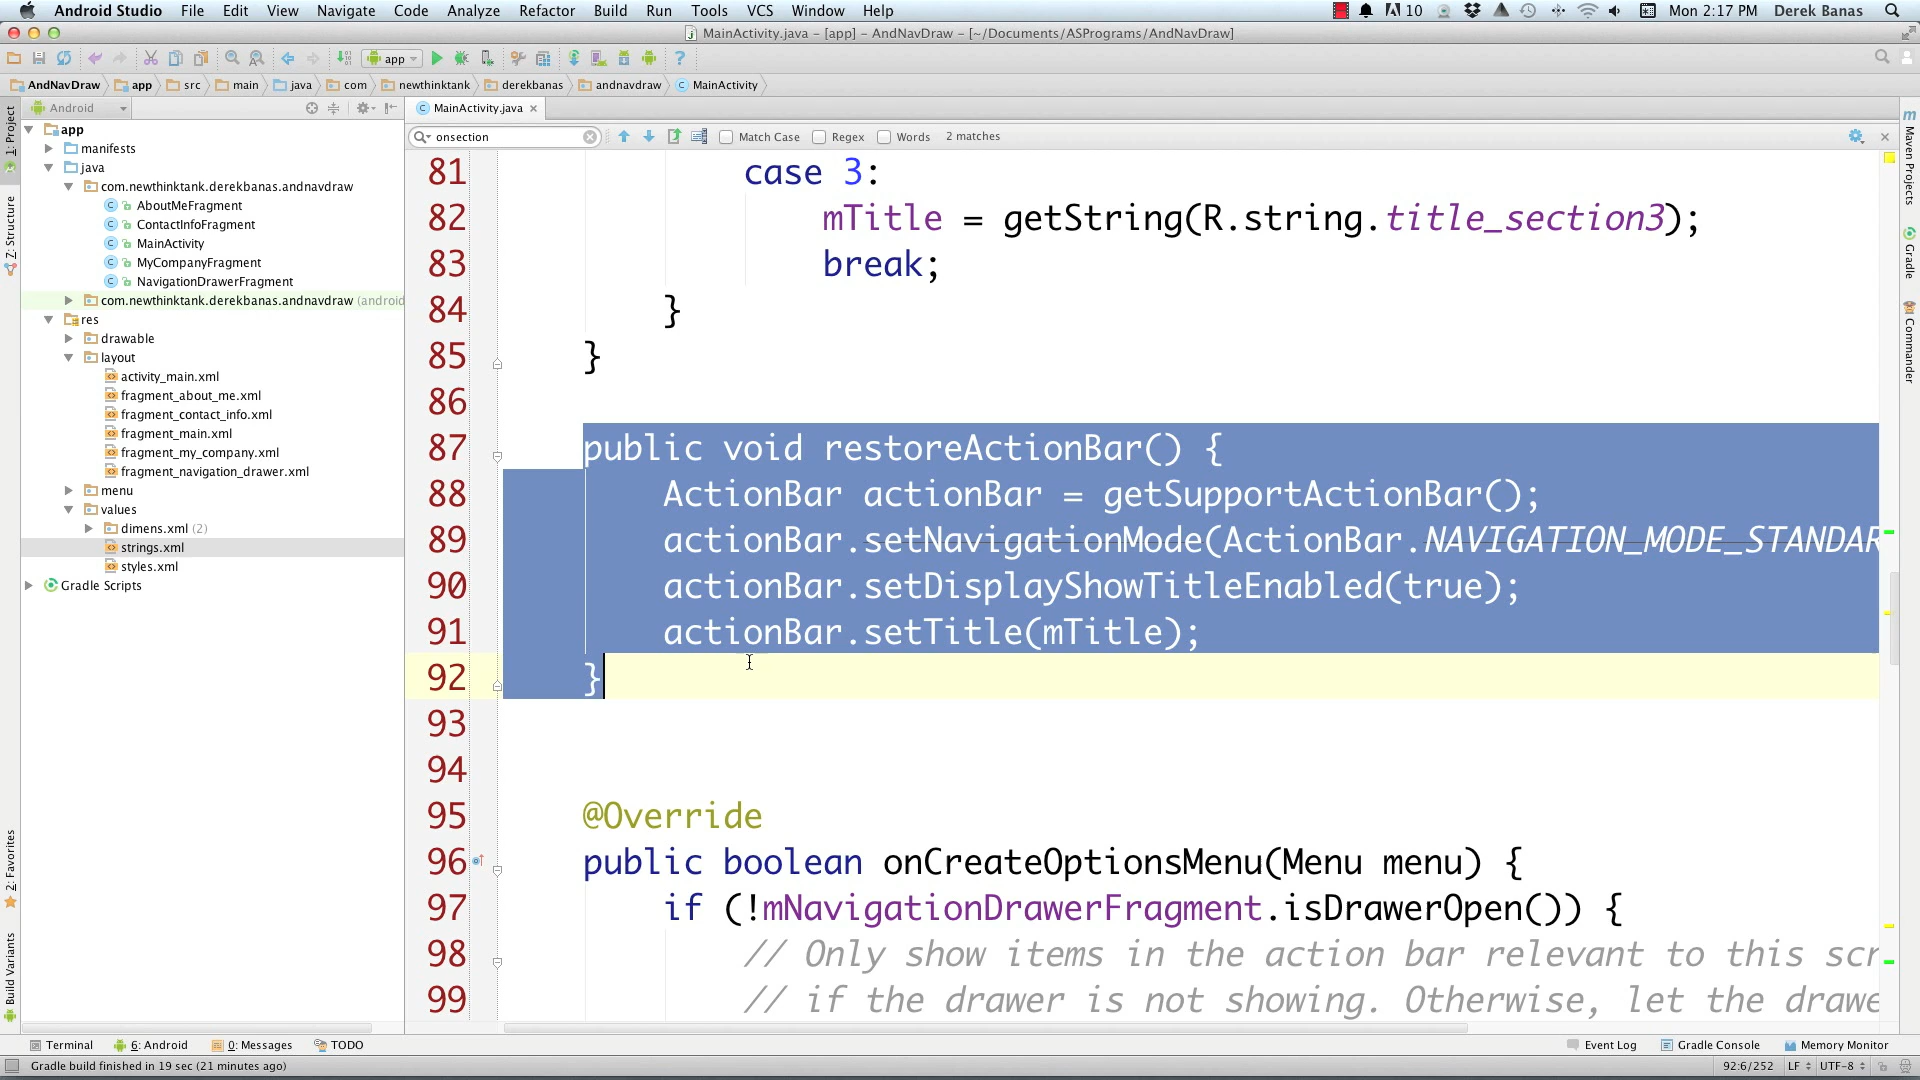 Android Studio File Edit View Navigate Code Analyze Refactor Build Run Tools VCS Window Help 10 Mon 2:17 PM Derek Banas
MainActivity.java – [app] – AndNavDraw – [~/Documents/ASPrograms/AndNavDraw]
app
AndNavDraw app src main java com newthinktank derekbanas andnavdraw MainActivity
Android
MainActivity.java
onsection Match Case Regex Words 2 matches
1: Project
Z: Structure
2: Favorites
Build Variants
app
manifests
java
com.newthinktank.derekbanas.andnavdraw
AboutMeFragment
ContactInfoFragment
MainActivity
MyCompanyFragment
NavigationDrawerFragment
com.newthinktank.derekbanas.andnavdraw (android
res
drawable
layout
activity_main.xml
fragment_about_me.xml
fragment_contact_info.xml
fragment_main.xml
fragment_my_company.xml
fragment_navigation_drawer.xml
menu
values
dimens.xml (2)
strings.xml
styles.xml
Gradle Scripts
81 case 3:
82 mTitle = getString(R.string.title_section3);
83 break;
84 }
85 }
86
87 public void restoreActionBar() {
88 ActionBar actionBar = getSupportActionBar();
89 actionBar.setNavigationMode(ActionBar.NAVIGATION_MODE_STANDAR
90 actionBar.setDisplayShowTitleEnabled(true);
91 actionBar.setTitle(mTitle);
92 }
93
94
95 @Override
96 public boolean onCreateOptionsMenu(Menu menu) {
97 if (!mNavigationDrawerFragment.isDrawerOpen()) {
98 // Only show items in the action bar relevant to this scr
99 // if the drawer is not showing. Otherwise, let the drawe
m
Maven Projects
Gradle
Commander
Terminal 6: Android 0: Messages TODO Event Log Gradle Console Memory Monitor
Gradle build finished in 19 sec (21 minutes ago) 92:6/252 LF UTF-8